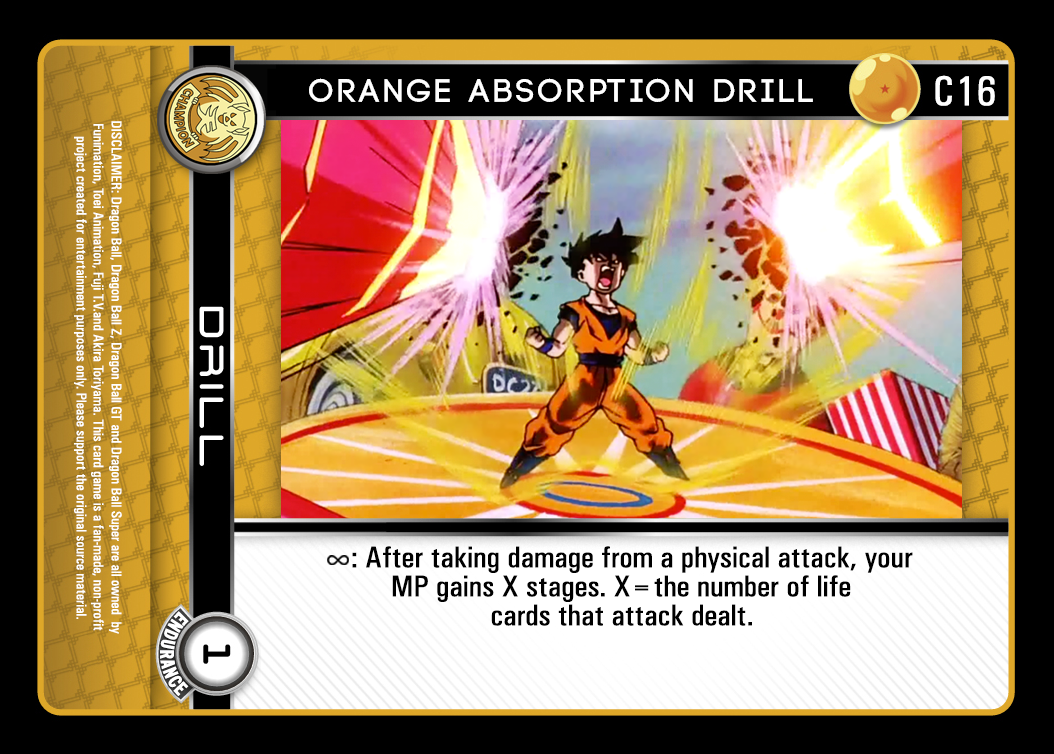 ORANGE ABSORPTION DRILL
C16
CHAMPION
DRILL
DISCLAIMER: Dragon Ball, Dragon Ball Z, Dragon Ball GT and Dragon Ball Super are all owned by
Funimation, Toei Animation, Fuji T.V.and Akira Toriyama. This card game is a fan-made, non-profit
project created for entertainment purposes only. Please support the original source material.
∞: After taking damage from a physical attack, your
MP gains X stages. X = the number of life
cards that attack dealt.
ENDURANCE
1